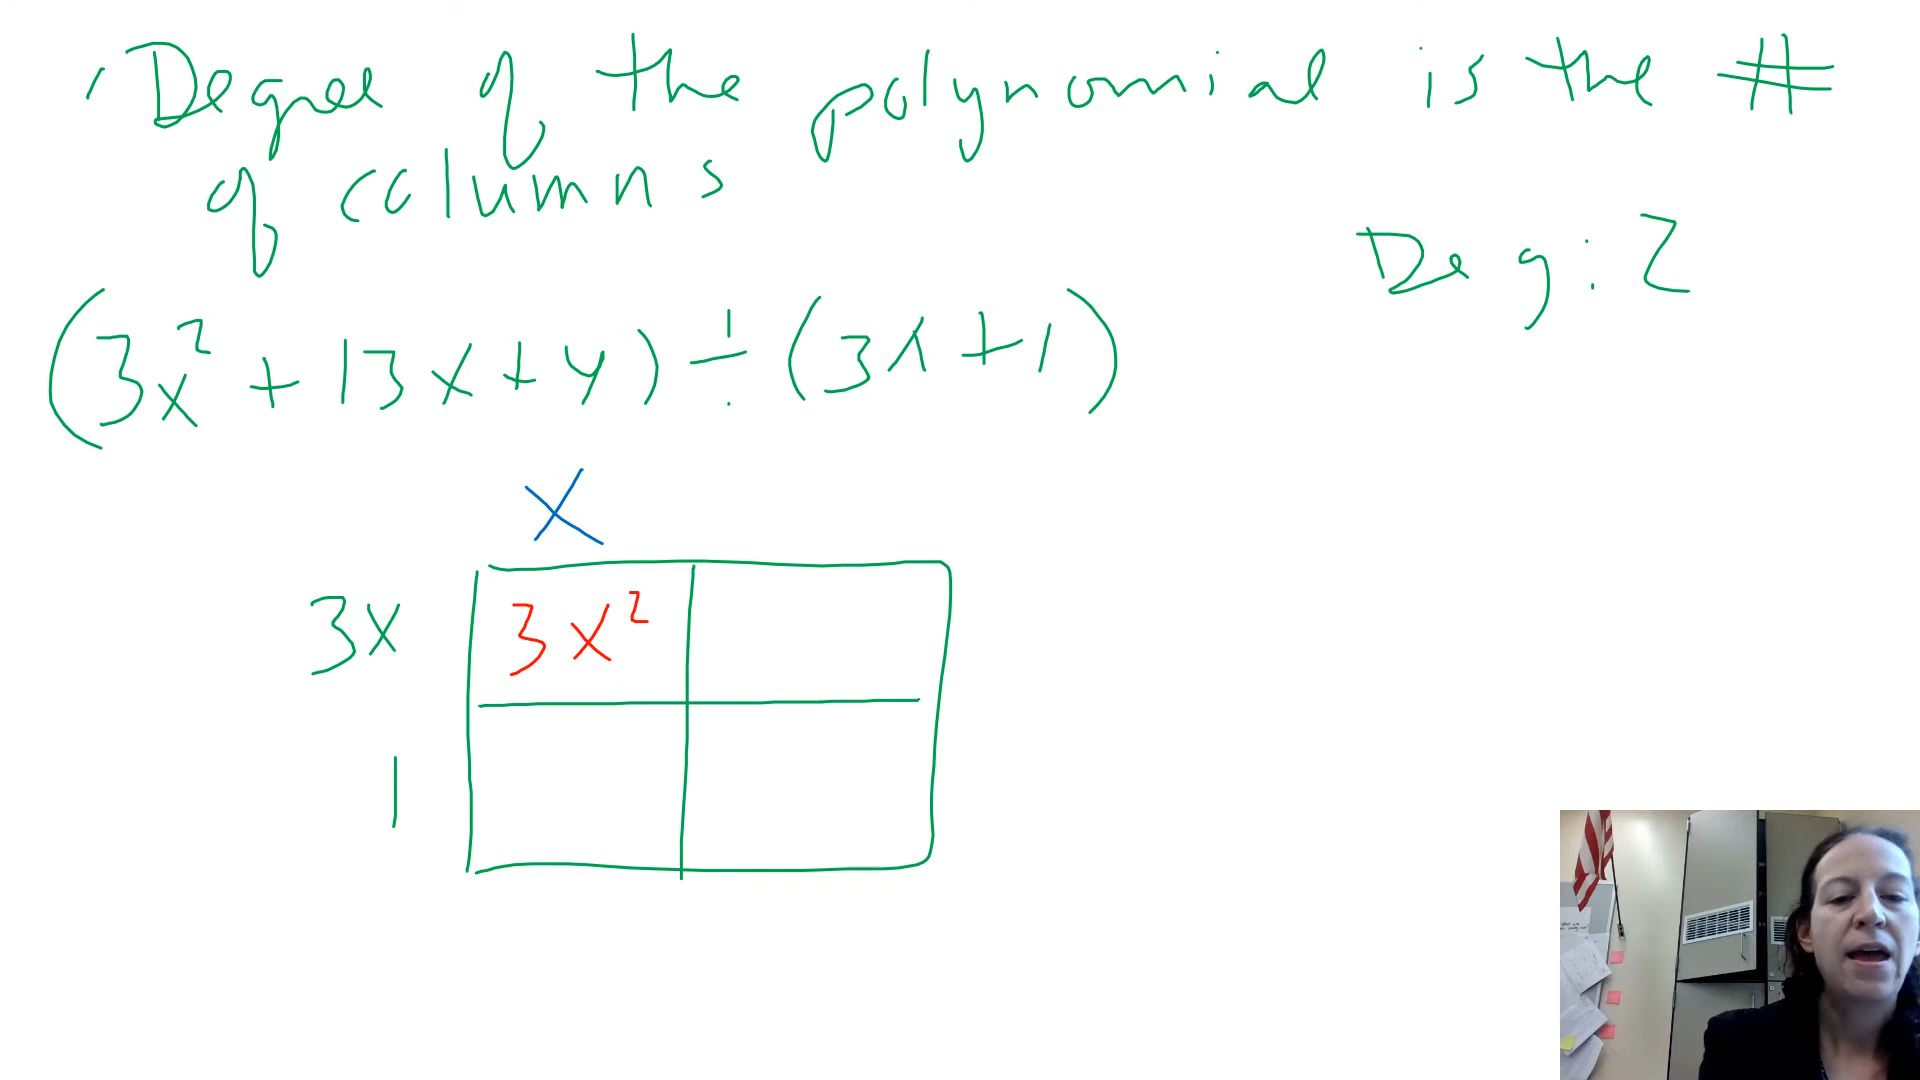 Degree of the polynomial is the #
of columns
Deg: 2
(3x² + 13x + 4) ÷ (3x + 1)
x
3x 3x²
1